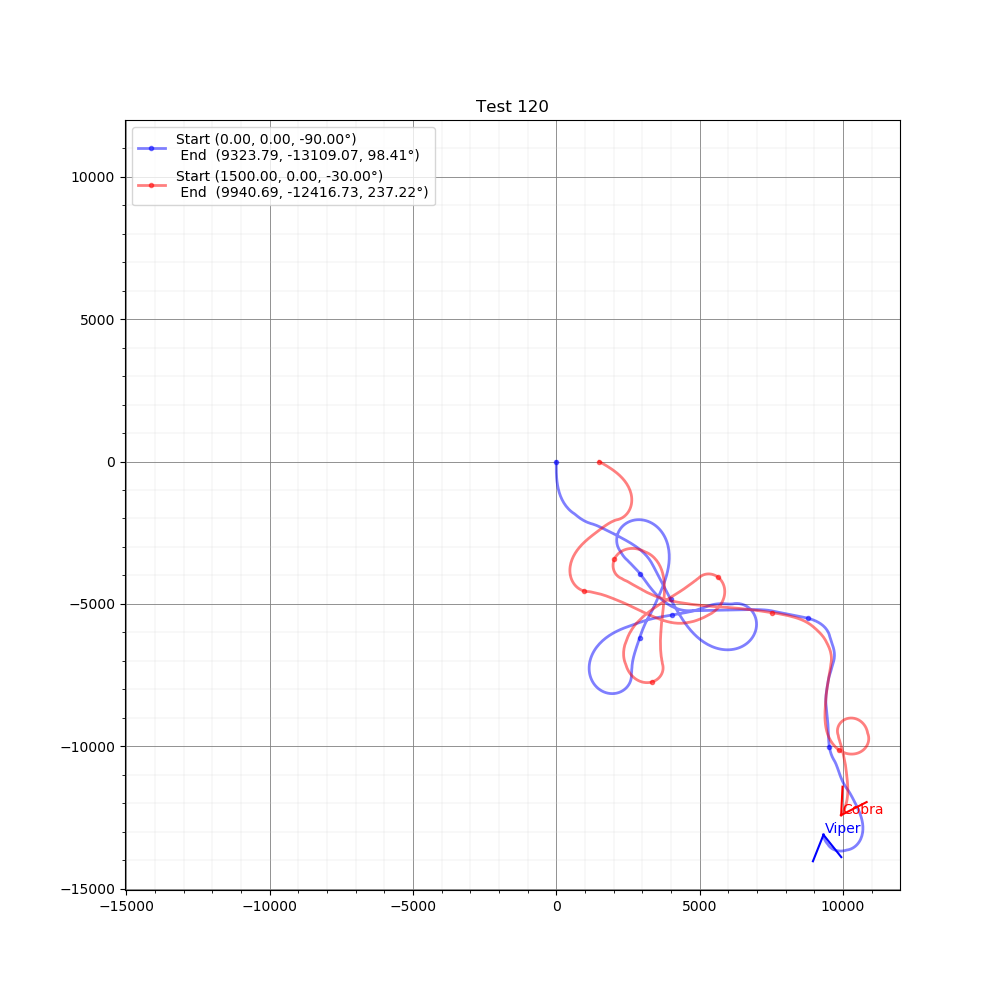 Test 120
Start (0.00, 0.00, -90.00°)
End  (9323.79, -13109.07, 98.41°)
Start (1500.00, 0.00, -30.00°)
End  (9940.69, -12416.73, 237.22°)
10000
5000
0
−5000
−10000
−15000
Cobra
Viper
−15000 −10000 −5000 0 5000 10000